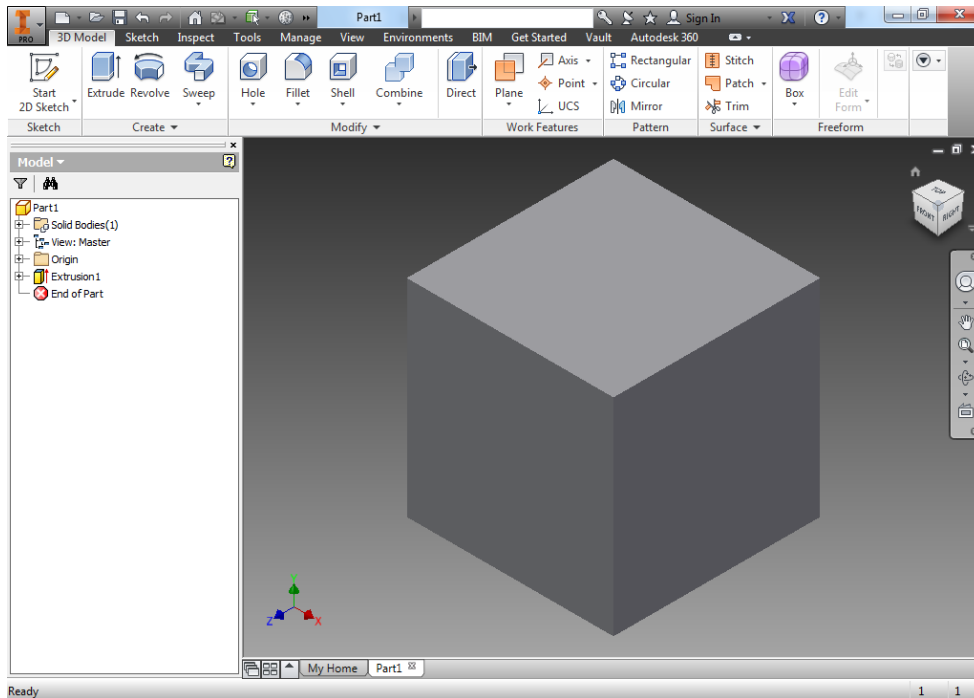 Part1
Sign In
PRO
3D Model Sketch Inspect Tools Manage View Environments BIM Get Started Vault Autodesk 360
Start
2D Sketch
Extrude Revolve Sweep
Hole Fillet Shell Combine
Direct
Plane
Axis
Point
UCS
Rectangular
Circular
Mirror
Stitch
Patch
Trim
Box
Edit
Form
Sketch Create Modify Work Features Pattern Surface Freeform
Model
Part1
Solid Bodies(1)
View: Master
Origin
Extrusion1
End of Part
TOP
FRONT RIGHT
Y
Z X
My Home Part1
Ready 1 1